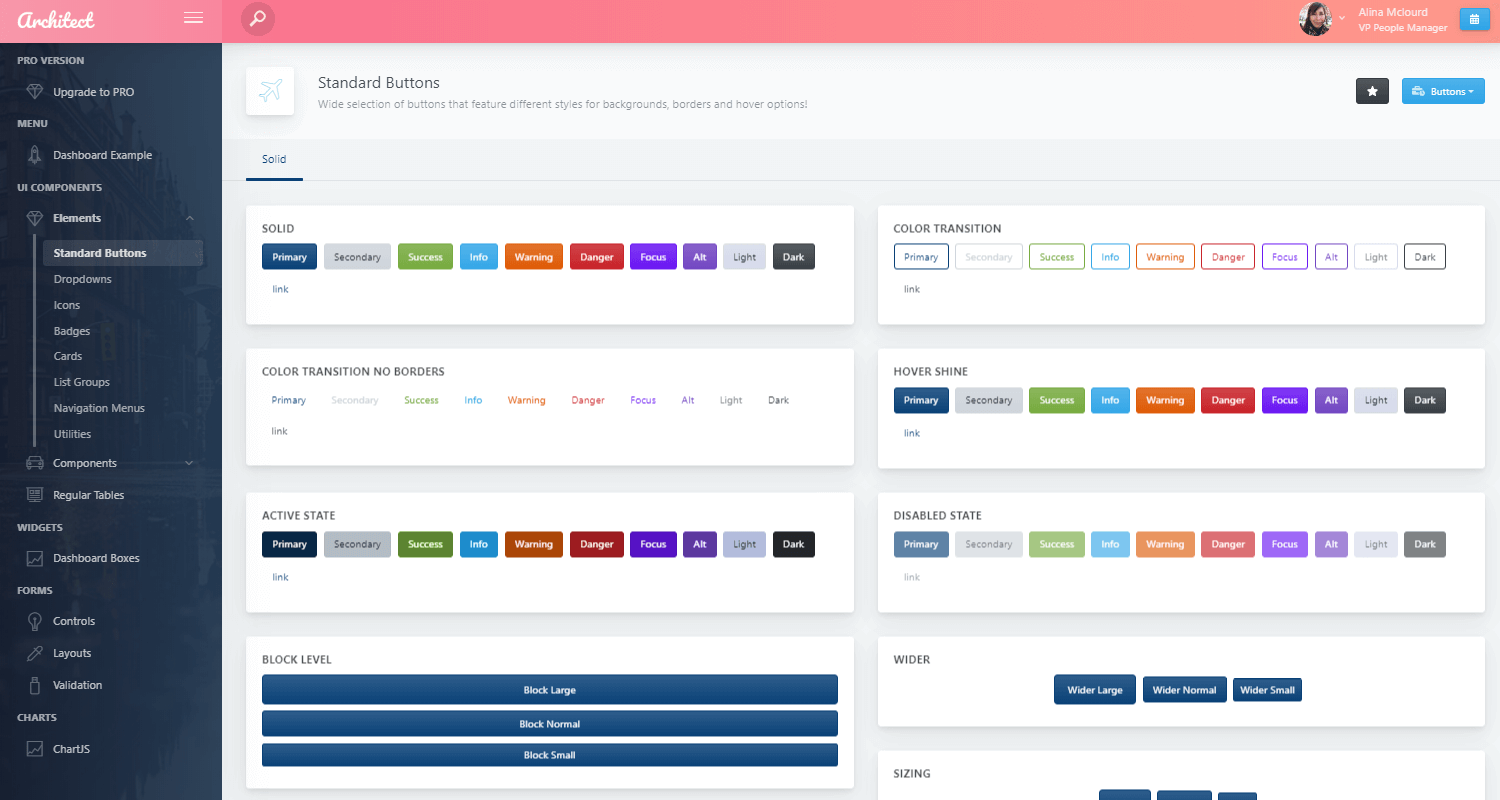 Architect
Alina Mclourd
VP People Manager
PRO VERSION
Upgrade to PRO
MENU
Dashboard Example
UI COMPONENTS
Elements
Standard Buttons
Dropdowns
Icons
Badges
Cards
List Groups
Navigation Menus
Utilities
Components
Regular Tables
WIDGETS
Dashboard Boxes
FORMS
Controls
Layouts
Validation
CHARTS
ChartJS
Standard Buttons
Wide selection of buttons that feature different styles for backgrounds, borders and hover options!
Buttons
Solid
SOLID
Primary Secondary Success Info Warning Danger Focus Alt Light Dark
link
COLOR TRANSITION
Primary Secondary Success Info Warning Danger Focus Alt Light Dark
link
COLOR TRANSITION NO BORDERS
Primary Secondary Success Info Warning Danger Focus Alt Light Dark
link
HOVER SHINE
Primary Secondary Success Info Warning Danger Focus Alt Light Dark
link
ACTIVE STATE
Primary Secondary Success Info Warning Danger Focus Alt Light Dark
link
DISABLED STATE
Primary Secondary Success Info Warning Danger Focus Alt Light Dark
link
BLOCK LEVEL
Block Large
Block Normal
Block Small
WIDER
Wider Large Wider Normal Wider Small
SIZING